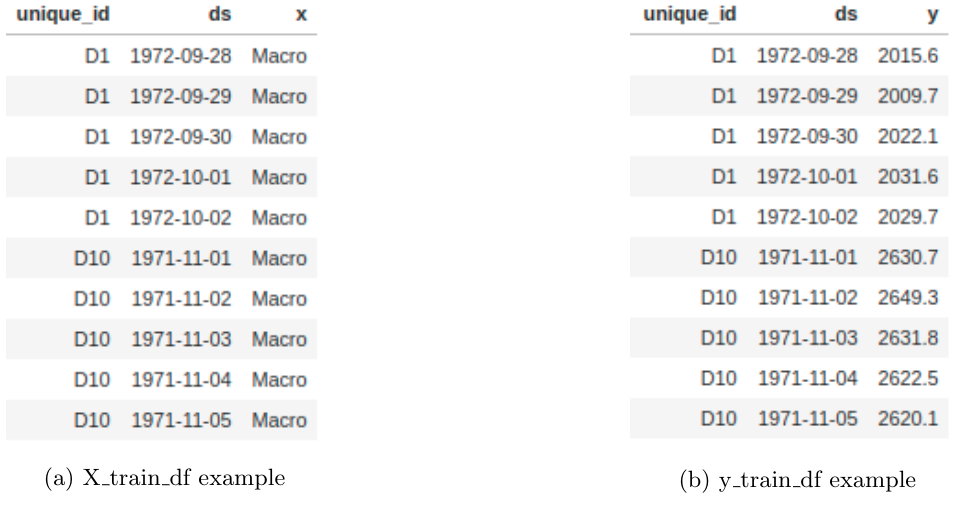 unique_id ds x
D1 1972-09-28 Macro
D1 1972-09-29 Macro
D1 1972-09-30 Macro
D1 1972-10-01 Macro
D1 1972-10-02 Macro
D10 1971-11-01 Macro
D10 1971-11-02 Macro
D10 1971-11-03 Macro
D10 1971-11-04 Macro
D10 1971-11-05 Macro
(a) X_train_df example
unique_id ds y
D1 1972-09-28 2015.6
D1 1972-09-29 2009.7
D1 1972-09-30 2022.1
D1 1972-10-01 2031.6
D1 1972-10-02 2029.7
D10 1971-11-01 2630.7
D10 1971-11-02 2649.3
D10 1971-11-03 2631.8
D10 1971-11-04 2622.5
D10 1971-11-05 2620.1
(b) y_train_df example